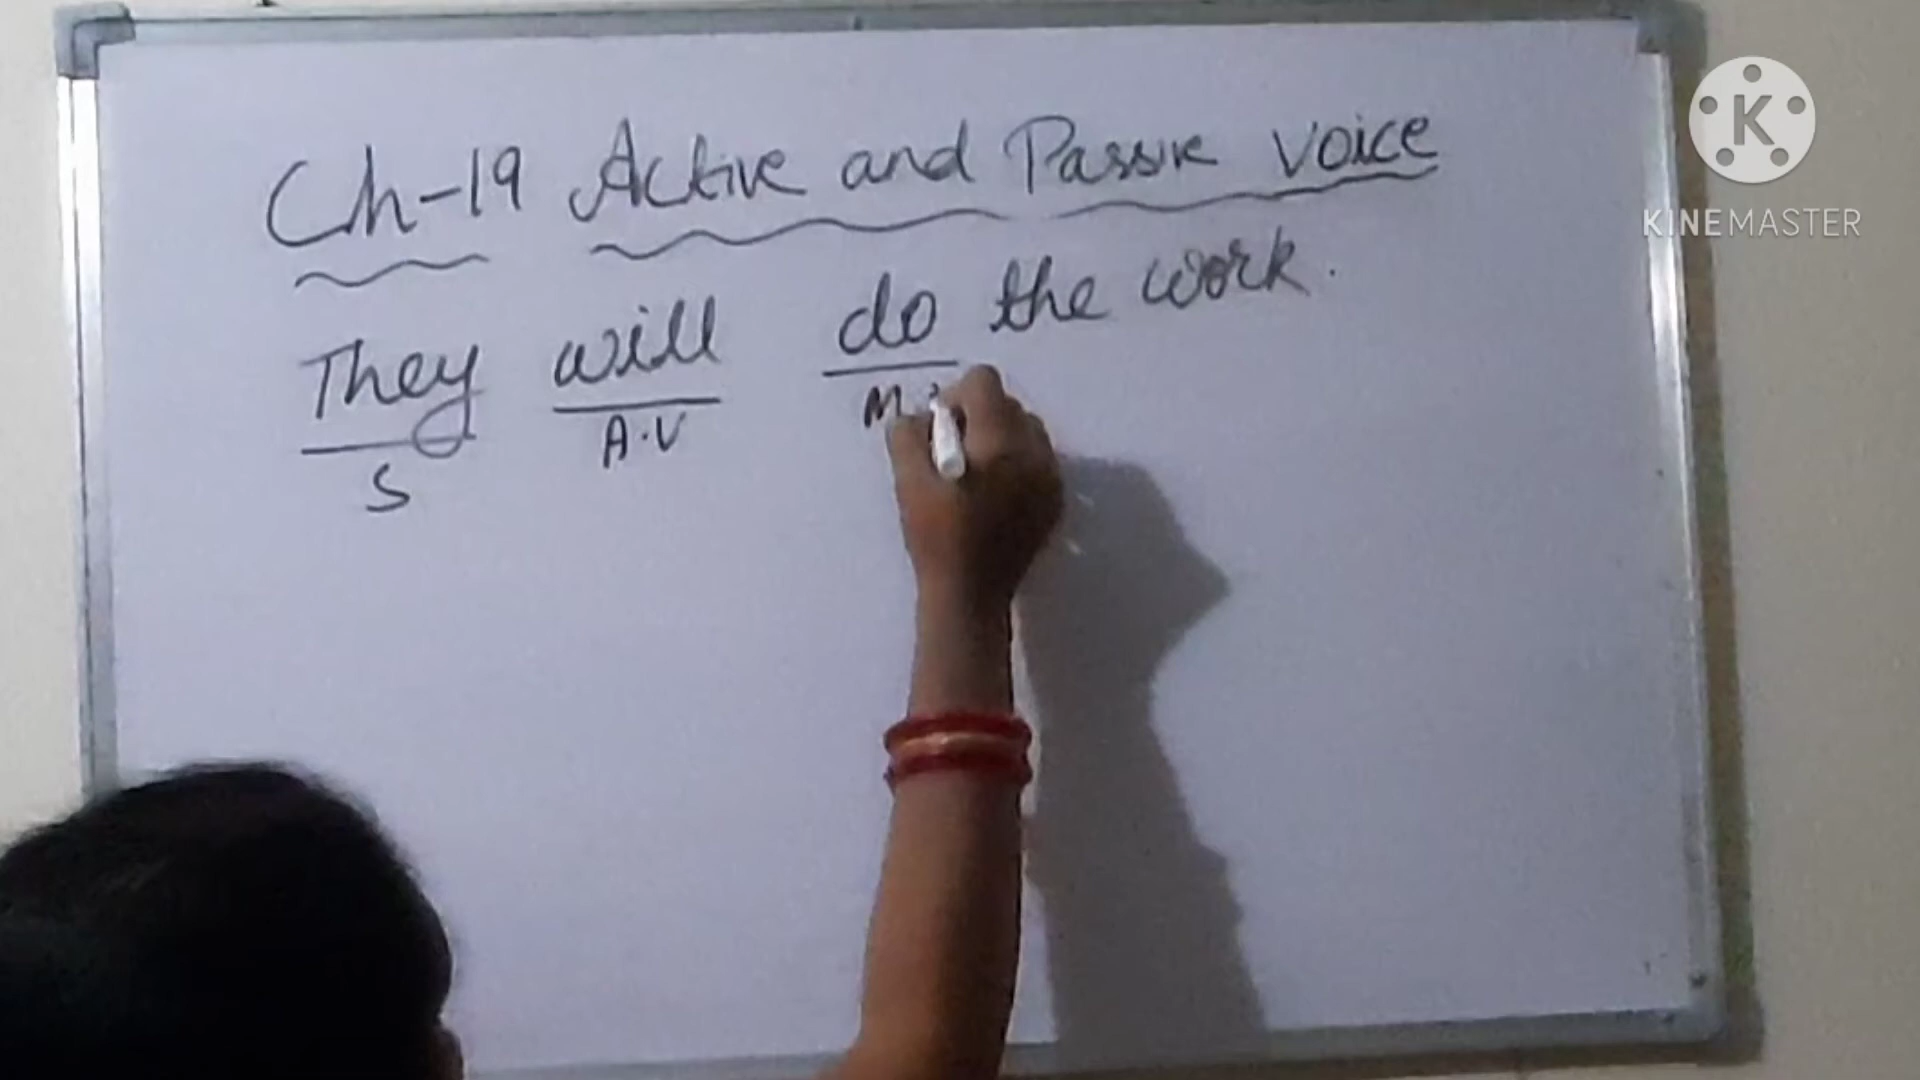 Ch-19 Active and Passive Voice
They will do the work.
S A.V M
K
KINEMASTER